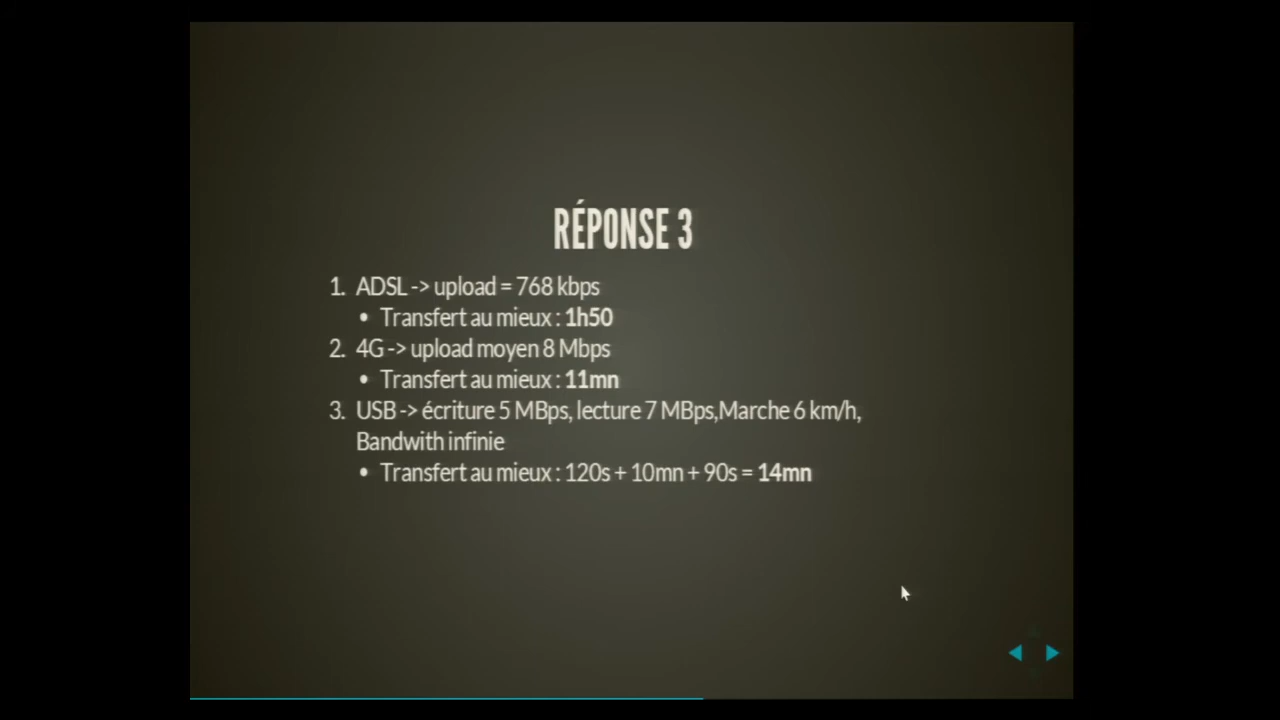 RÉPONSE 3
1. ADSL -> upload = 768 kbps
• Transfert au mieux : 1h50
2. 4G -> upload moyen 8 Mbps
• Transfert au mieux : 11mn
3. USB -> écriture 5 MBps, lecture 7 MBps,Marche 6 km/h,
Bandwith infinie
• Transfert au mieux : 120s + 10mn + 90s = 14mn